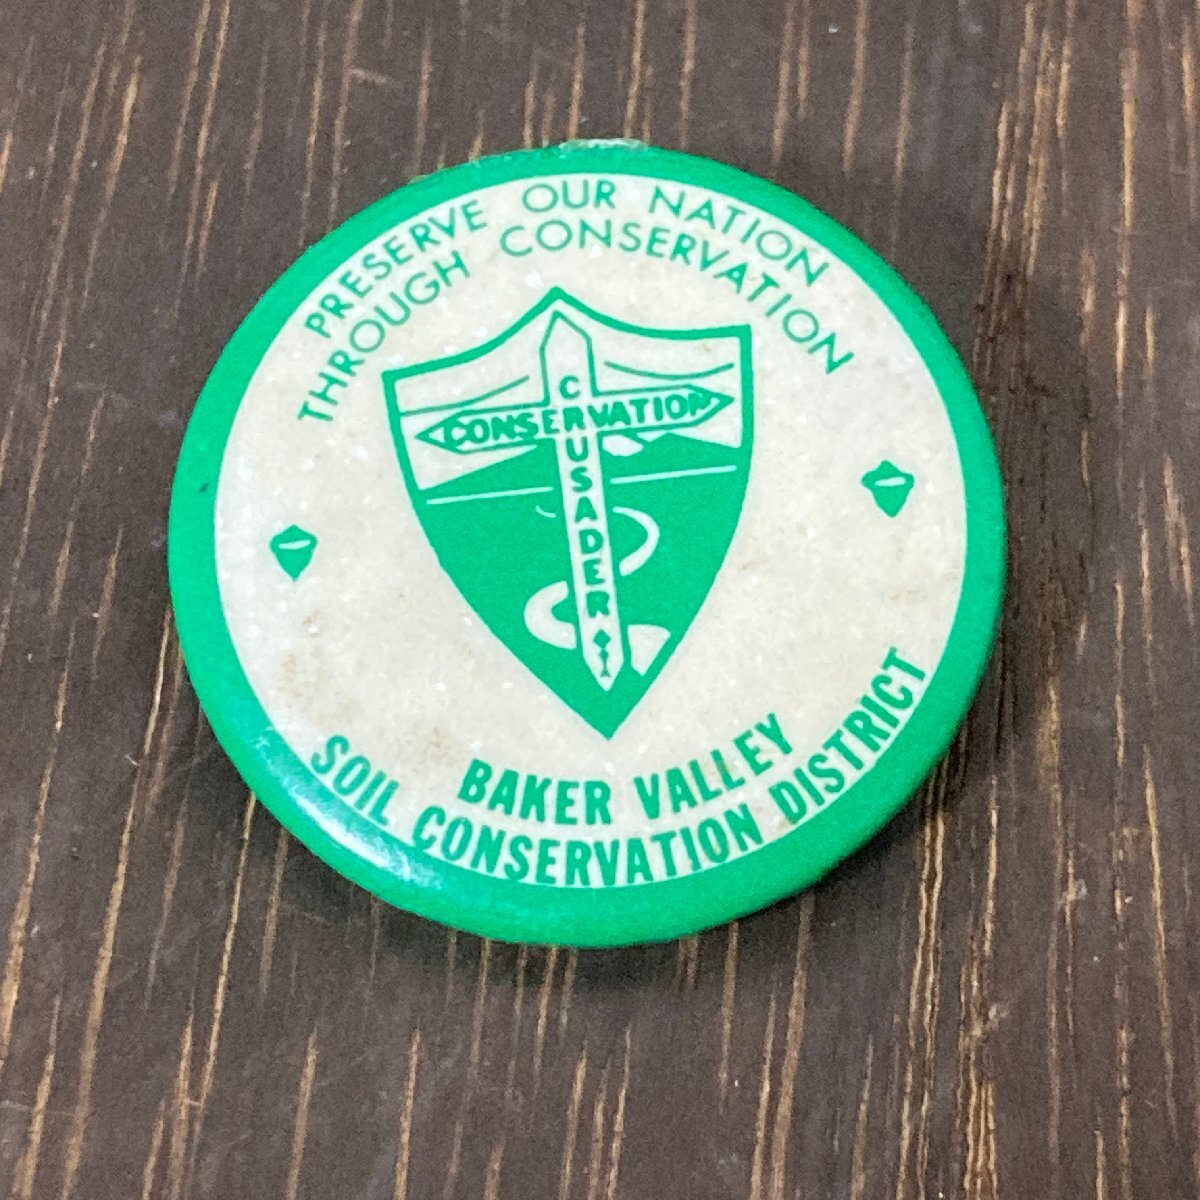 PRESERVE OUR NATION
THROUGH CONSERVATION
CONSERVATION
CRUSADER
BAKER VALLEY
SOIL CONSERVATION DISTRICT